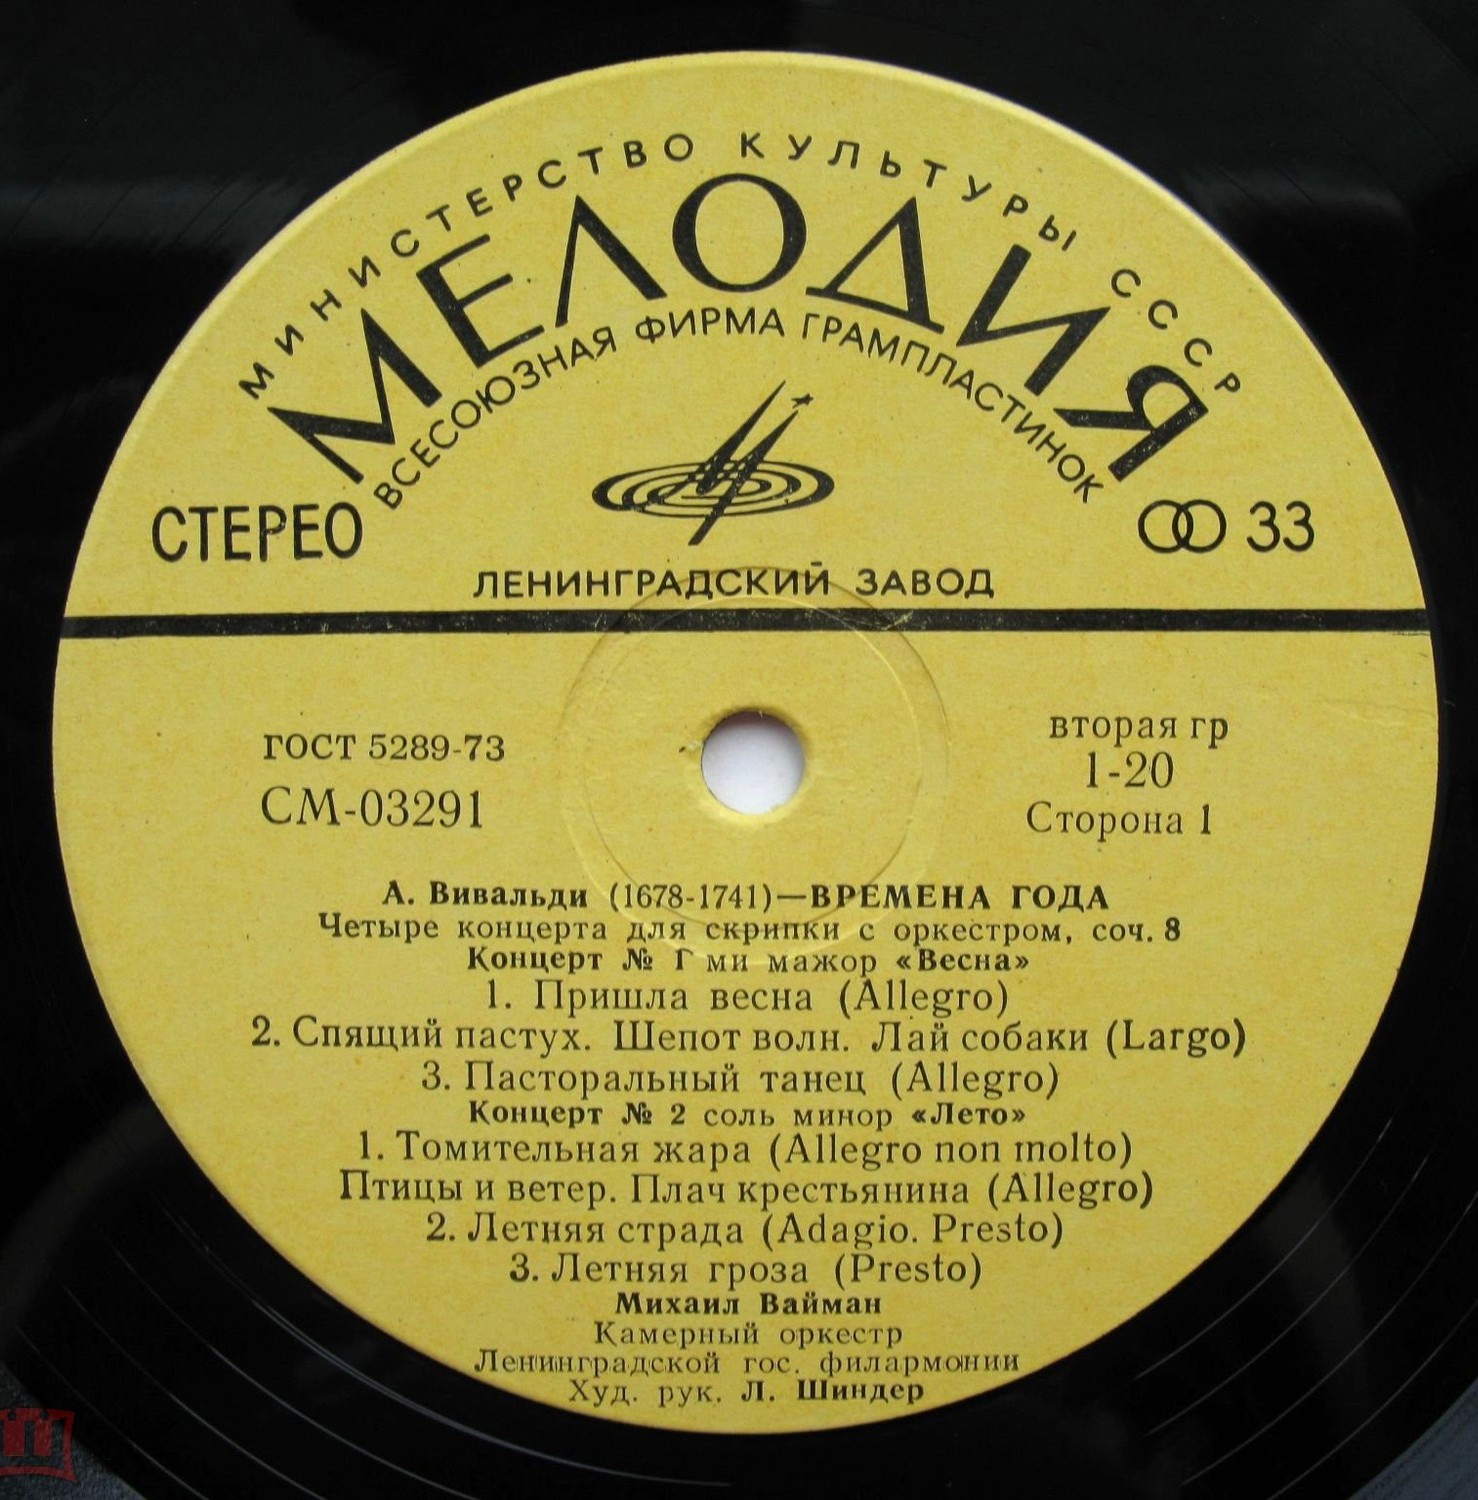 МИНИСТЕРСТВО КУЛЬТУРЫ СССР
МЕЛОДИЯ
ВСЕСОЮЗНАЯ ФИРМА ГРАМПЛАСТИНОК
СТЕРЕО
33
ЛЕНИНГРАДСКИЙ ЗАВОД
ГОСТ 5289-73
СМ-03291
вторая гр
1-20
Сторона 1
А. Вивальди (1678-1741)—ВРЕМЕНА ГОДА
Четыре концерта для скрипки с оркестром, соч. 8
Концерт № 1 ми мажор «Весна»
1. Пришла весна (Allegro)
2. Спящий пастух. Шепот волн. Лай собаки (Largo)
3. Пасторальный танец (Allegro)
Концерт № 2 соль минор «Лето»
1. Томительная жара (Allegro non molto)
Птицы и ветер. Плач крестьянина (Allegro)
2. Летняя страда (Adagio. Presto)
3. Летняя гроза (Presto)
Михаил Вайман
Камерный оркестр
Ленинградской гос. филармонии
Худ. рук. Л. Шиндер